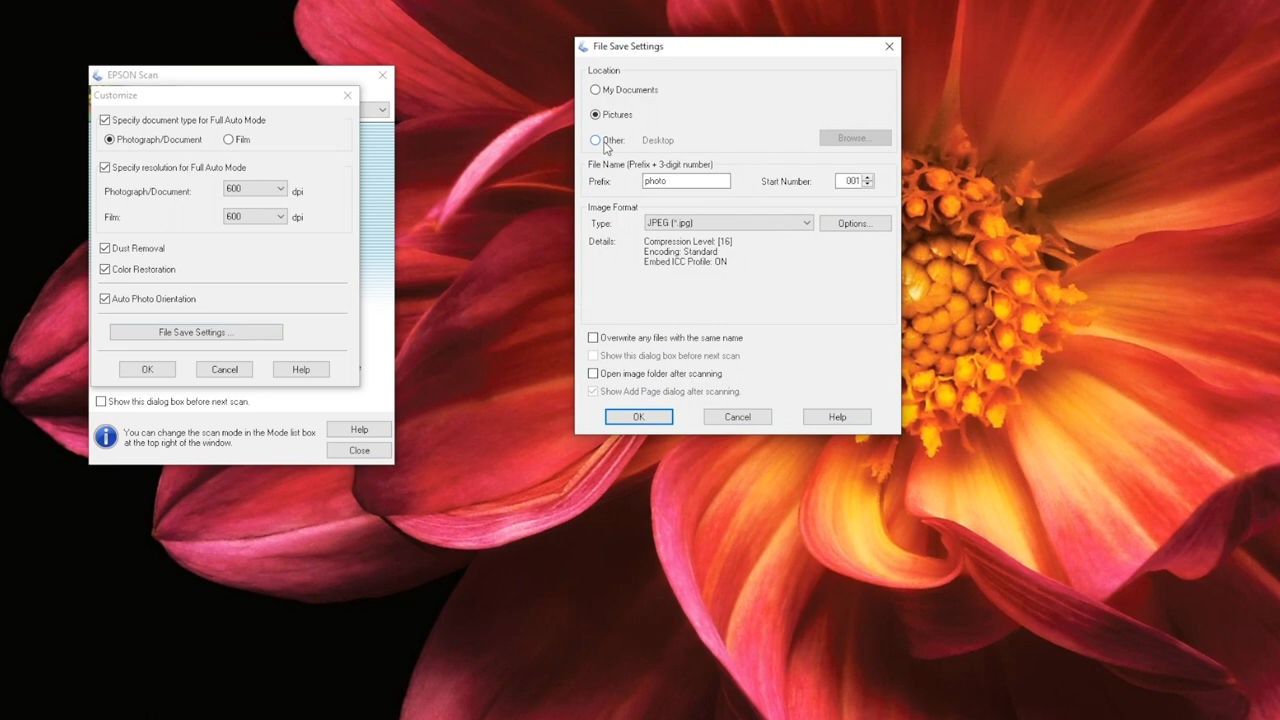 EPSON Scan
Customize
Specify document type for Full Auto Mode
Photograph/Document
Film
Specify resolution for Full Auto Mode
Photograph/Document:
600
dpi
Film:
600
dpi
Dust Removal
Color Restoration
Auto Photo Orientation
File Save Settings ...
OK
Cancel
Help
Show this dialog box before next scan.
You can change the scan mode in the Mode list box
at the top right of the window.
Help
Close
File Save Settings
Location
My Documents
Pictures
Other:
Desktop
Browse...
File Name (Prefix + 3-digit number)
Prefix:
photo
Start Number:
001
Image Format
Type:
JPEG (*.jpg)
Options...
Details:
Compression Level: [16]
Encoding: Standard
Embed ICC Profile: ON
Overwrite any files with the same name
Show this dialog box before next scan
Open image folder after scanning.
Show Add Page dialog after scanning.
OK
Cancel
Help